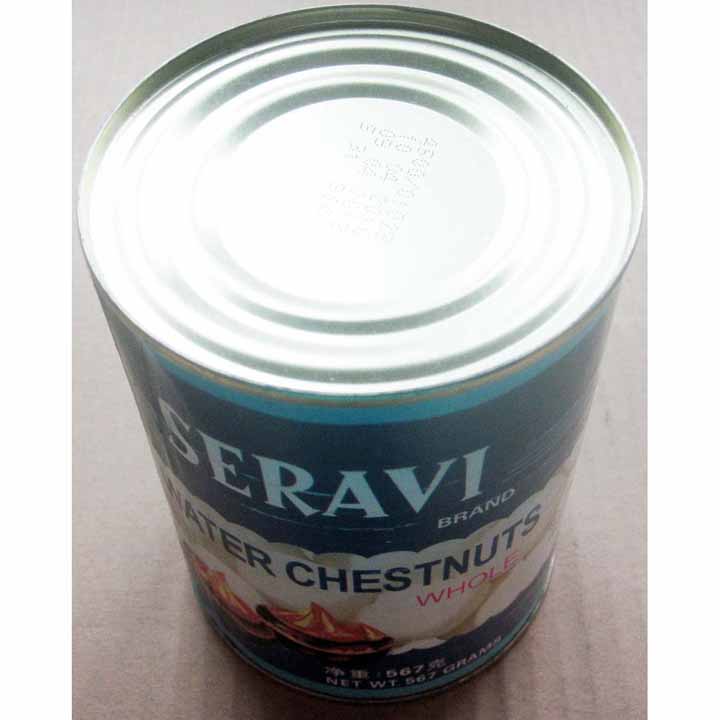 SERAVI
BRAND
WATER CHESTNUTS
WHOLE
净重:567克
NET WT 567 GRAMS